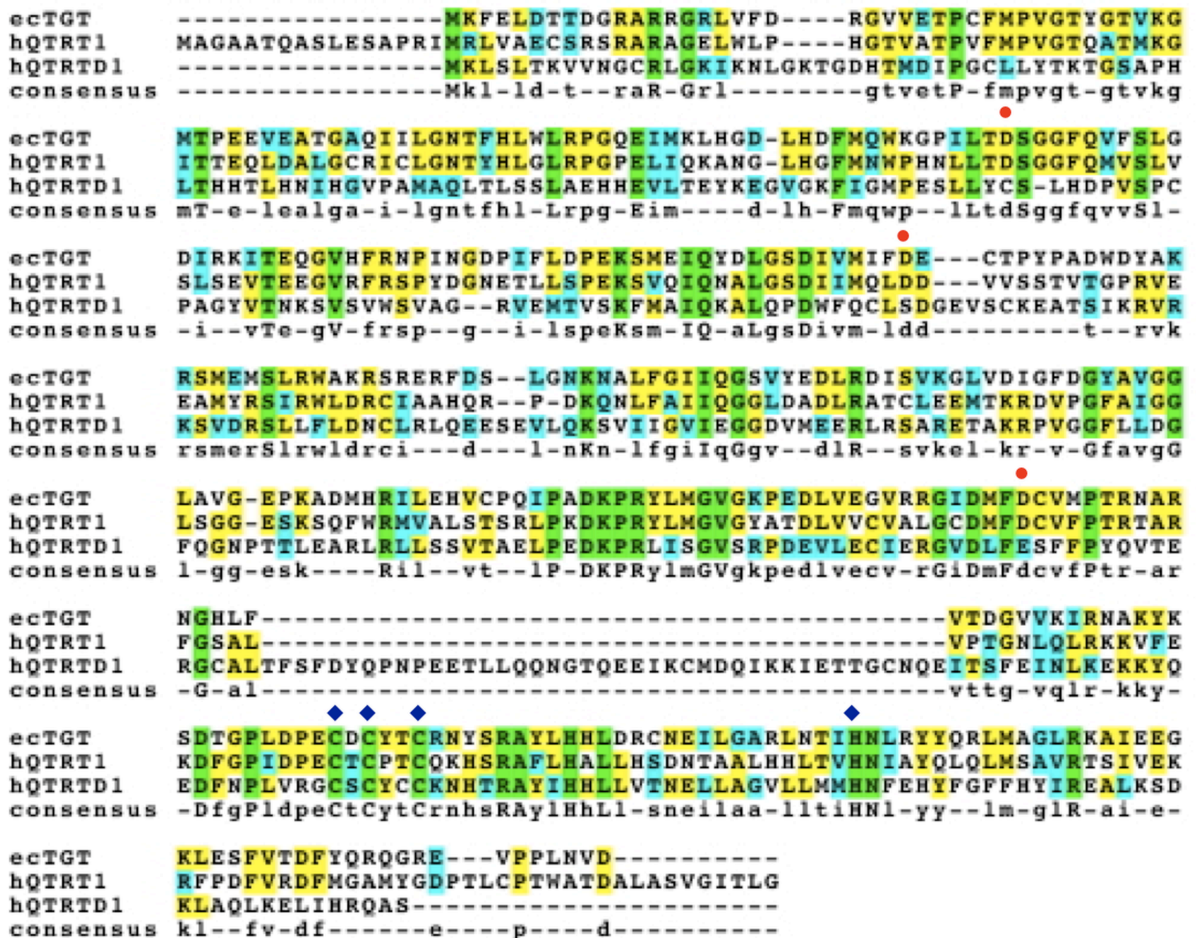 ecTGT ----------------MKFELDTTDGRARRGRLVFD----RGVVETPCFMPVGTYGTVKG
hQTRT1 MAGAATQASLESAPRIMRLVAECSRSRARAGELWLP----HGTVATPVFMPVGTQATMKG
hQTRTD1 ----------------MKLSLTKVVNGCRLGKIKNLGKTGDHTMDIPGCLLYTKTGSAPH
consensus ----------------Mkl-ld-t--raR-Grl--------gtvetP-fmpvgt-gtvkg
ecTGT MTPEEVEATGAQIILGNTFHLWLRPGQEIMKLHGD-LHDFMQWKGPILTDSGGFQVFSLG
hQTRT1 ITTEQLDALGCRICLGNTYHLGLRPGPELIQKANG-LHGFMNWPHNLLTDSGGFQMVSLV
hQTRTD1 LTHHTLHNIHGVPAMAQLTLSSLAEHHEVLTEYKEGVGKFIGMPESLLYCS-LHDPVSPC
consensus mT-e-lealga-i-lgntfhl-Lrpg-Eim----d-lh-Fmqwp--lLtdSggfqvvSl-
ecTGT DIRKITEQGVHFRNPINGDPIFLDPEKSMEIQYDLGSDIVMIFDE---CTPYPADWDYAK
hQTRT1 SLSEVTEEGVRFRSPYDGNETLLSPEKSVQIQNALGSDIIMQLDD---VVSSTVTGPRVE
hQTRTD1 PAGYVTNKSVSVWSVAG--RVEMTVSKFMAIQKALQPDWFQCLSDGEVSCKEATSIKRVR
consensus -i--vTe-gV-frsp--g--i-lspeKsm-IQ-aLgsDivm-ldd---------t--rvk
ecTGT RSMEMSLRWAKRSRERFDS--LGNKNALFGIIQGSVYEDLRDISVKGLVDIGFDGYAVGG
hQTRT1 EAMYRSIRWLDRCIAAHQR--P-DKQNLFAIIQGGLDADLRATCLEEMTKRDVPGFAIGG
hQTRTD1 KSVDRSLLFLDNCLRLQEESEVLQKSVIIGVIEGGDVMEERLRSARETAKRPVGGFLLDG
consensus rsmerSlrwldrci---d---l-nKn-lfgiIqGgv--dlR--svkel-kr-v-GfavgG
ecTGT LAVG-EPKADMHRILEHVCPQIPADKPRYLMGVGKPEDLVEGVRRGIDMFDCVMPTRNAR
hQTRT1 LSGG-ESKSQFWRMVALSTSRLPKDKPRYLMGVGYATDLVVCVALGCDMFDCVFPTRTAR
hQTRTD1 FQGNPTTLEARLRLLSSVTAELPEDKPRLISGVSRPDEVLECIERGVDLFESFFPYQVTE
consensus l-gg-esk----Ril--vt--lP-DKPRylmGVgkpedlvecv-rGiDmFdcvfPtr-ar
ecTGT NGHLF-----------------------------------------VTDGVVKIRNAKYK
hQTRT1 FGSAL-----------------------------------------VPTGNLQLRKKVFE
hQTRTD1 RGCALTFSFDYQPNPEETLLQQNGTQEEIKCMDQIKKIETTGCNQEITSFEINLKEKKYQ
consensus -G-al-----------------------------------------vttg-vqlr-kky-
ecTGT SDTGPLDPECDCYTCRNYSRAYLHHLDRCNEILGARLNTIHNLRYYQRLMAGLRKAIEEG
hQTRT1 KDFGPIDPECTCPTCQKHSRAFLHALLHSDNTAALHHLTVHNIAYQLQLMSAVRTSIVEK
hQTRTD1 EDFNPLVRGCSCYCCKNHTRAYIHHLLVTNELLAGVLLMMHNFEHYFGFFHYIREALKSD
consensus -DfgPldpeCtCytCrnhsRAylHhLl-sneilaa-lltiHNl-yy--lm-glR-ai-e-
ecTGT KLESFVTDFYQRQGRE---VPPLNVD----------
hQTRT1 RFPDFVRDFMGAMYGDPTLCPTWATDALASVGITLG
hQTRTD1 KLAQLKELIHRQAS----------------------
consensus kl--fv-df------e----p----d----------